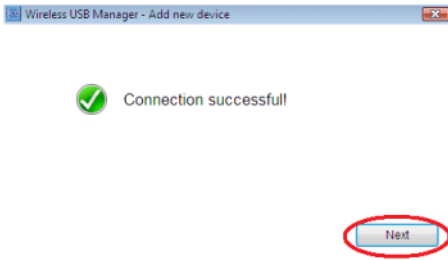 Wireless USB Manager - Add new device
Connection successful!
Next